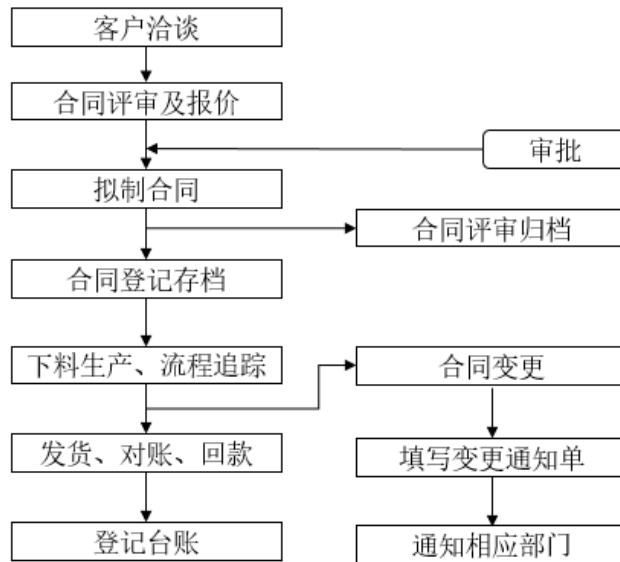 客户洽谈
合同评审及报价
审批
拟制合同
合同评审归档
合同登记存档
下料生产、流程追踪
合同变更
发货、对账、回款
填写变更通知单
登记台账
通知相应部门